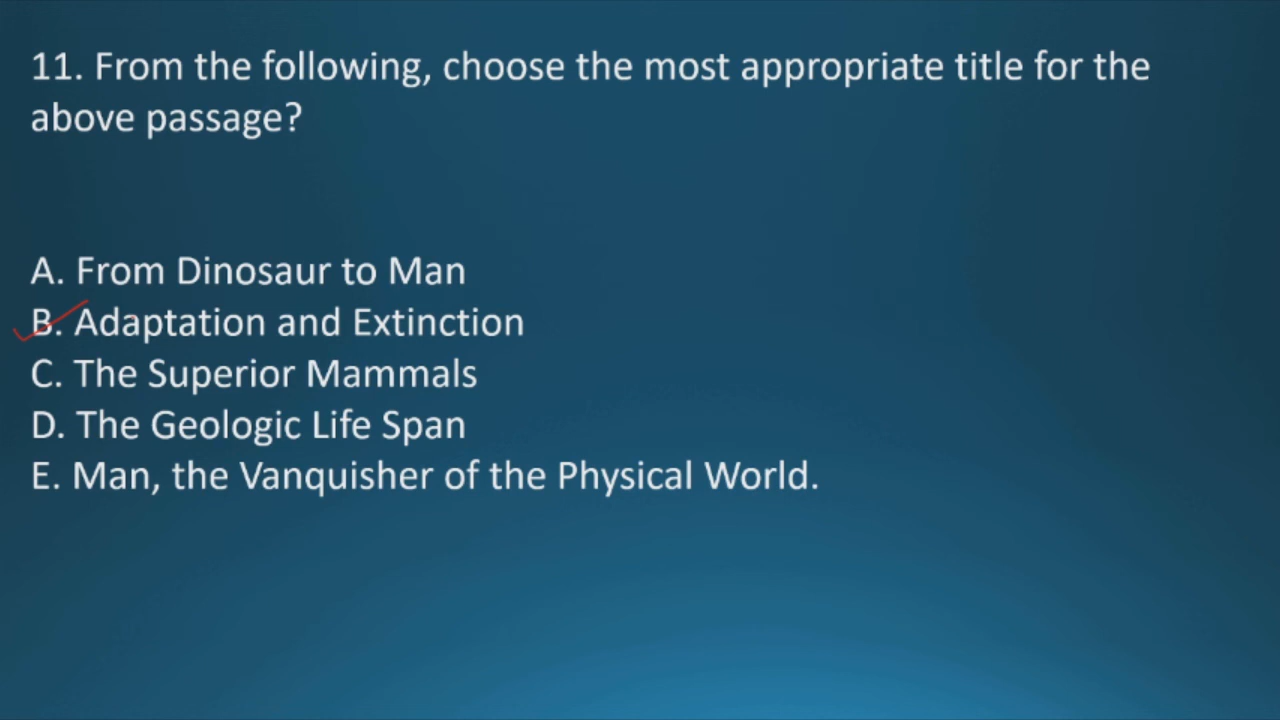 11. From the following, choose the most appropriate title for the
above passage?
A. From Dinosaur to Man
B. Adaptation and Extinction
C. The Superior Mammals
D. The Geologic Life Span
E. Man, the Vanquisher of the Physical World.